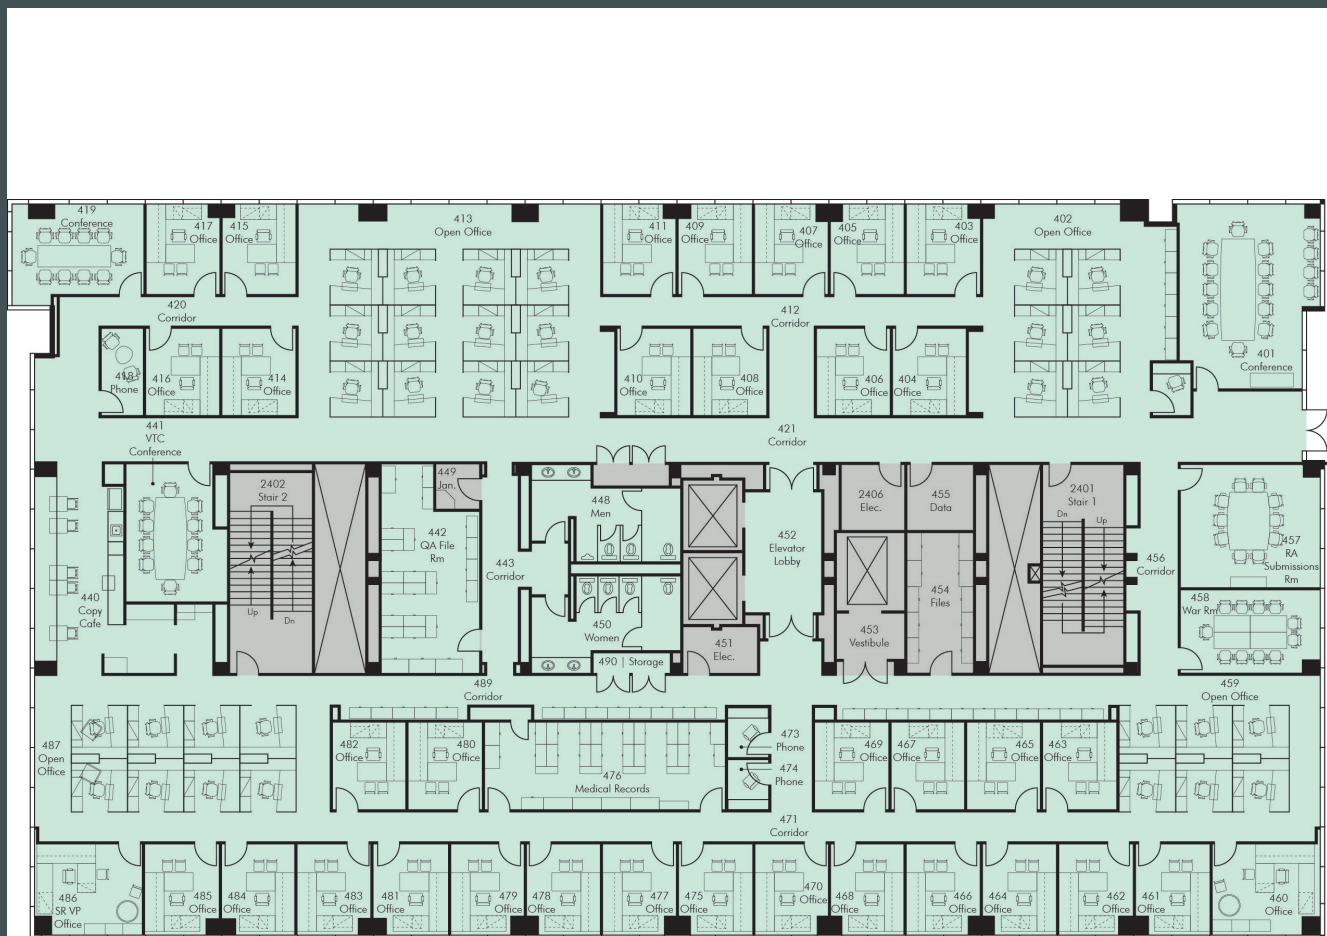 419
Conference
417
Office
415
Office
413
Open Office
411
Office
409
Office
407
Office
405
Office
403
Office
402
Open Office
420
Corridor
412
Corridor
401
Conference
418
Phone
416
Office
414
Office
410
Office
408
Office
406
Office
404
Office
441
VTC
Conference
421
Corridor
2402
Stair 2
449
Jan.
448
Men
2406
Elec.
455
Data
2401
Stair 1
Dn
Up
442
QA File
Rm
452
Elevator
Lobby
457
RA
Submissions
Rm
443
Corridor
456
Corridor
440
Copy
Cafe
Up
Dn
450
Women
454
Files
458
War Rm
451
Elec.
453
Vestibule
490 | Storage
489
Corridor
459
Open Office
487
Open
Office
482
Office
480
Office
476
Medical Records
473
Phone
474
Phone
469
Office
467
Office
465
Office
463
Office
471
Corridor
486
SR VP
Office
485
Office
484
Office
483
Office
481
Office
479
Office
478
Office
477
Office
475
Office
470
Office
468
Office
466
Office
464
Office
462
Office
461
Office
460
Office